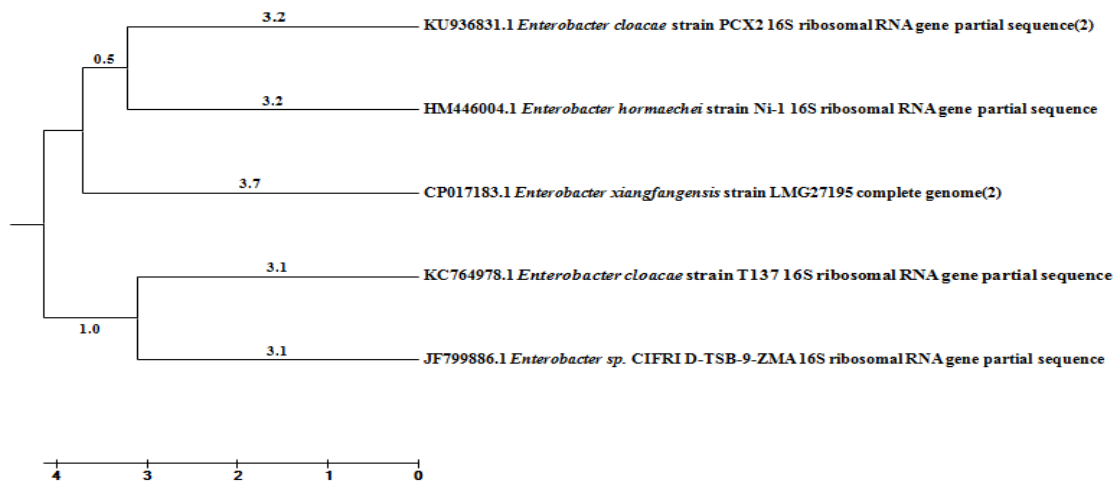 3.2
KU936831.1 Enterobacter cloacae strain PCX2 16S ribosomal RNA gene partial sequence(2)
0.5
3.2
HM446004.1 Enterobacter hormaechei strain Ni-1 16S ribosomal RNA gene partial sequence
3.7
CP017183.1 Enterobacter xiangfangensis strain LMG27195 complete genome(2)
3.1
KC764978.1 Enterobacter cloacae strain T137 16S ribosomal RNA gene partial sequence
1.0
3.1
JF799886.1 Enterobacter sp. CIFRI D-TSB-9-ZMA 16S ribosomal RNA gene partial sequence
4 3 2 1 0